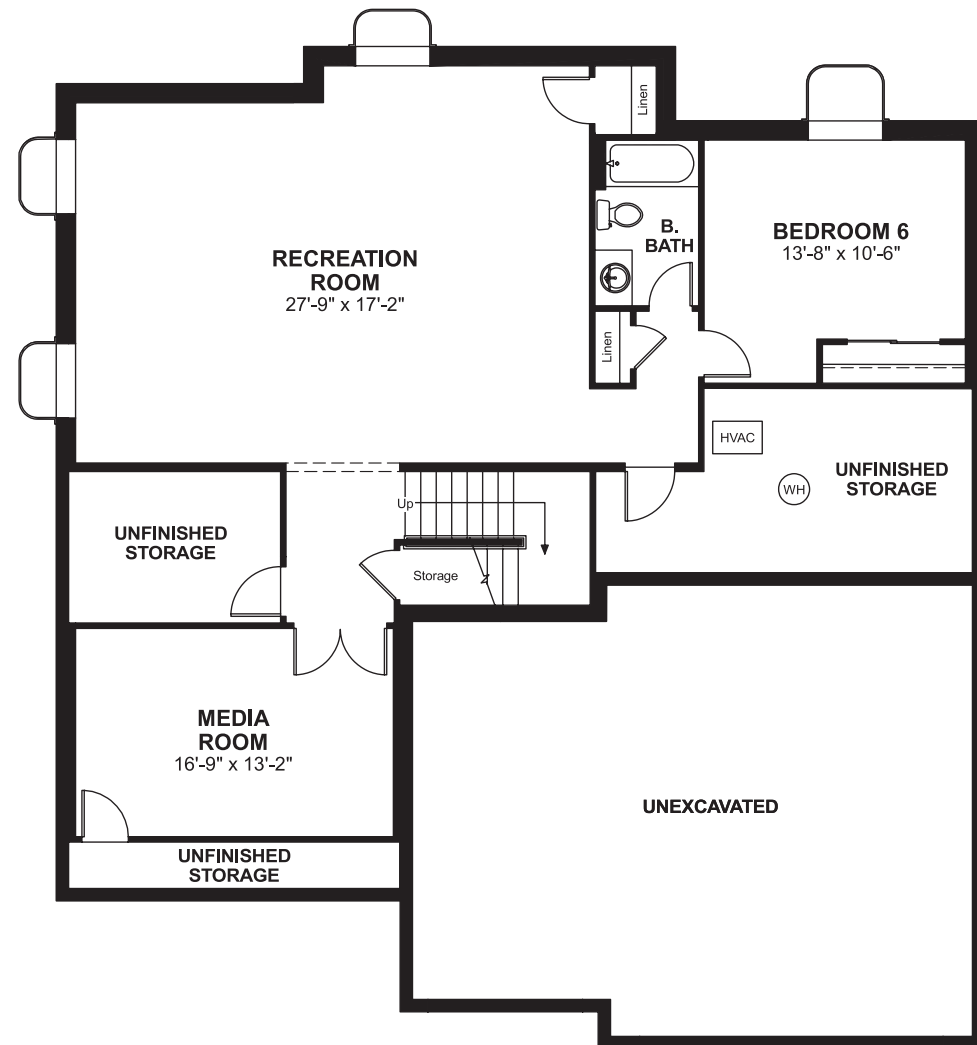 Linen
RECREATION
ROOM
27'-9" x 17'-2"
B.
BATH
BEDROOM 6
13'-8" x 10'-6"
Linen
HVAC
WH
UNFINISHED
STORAGE
Up
UNFINISHED
STORAGE
Storage
MEDIA
ROOM
16'-9" x 13'-2"
UNEXCAVATED
UNFINISHED
STORAGE